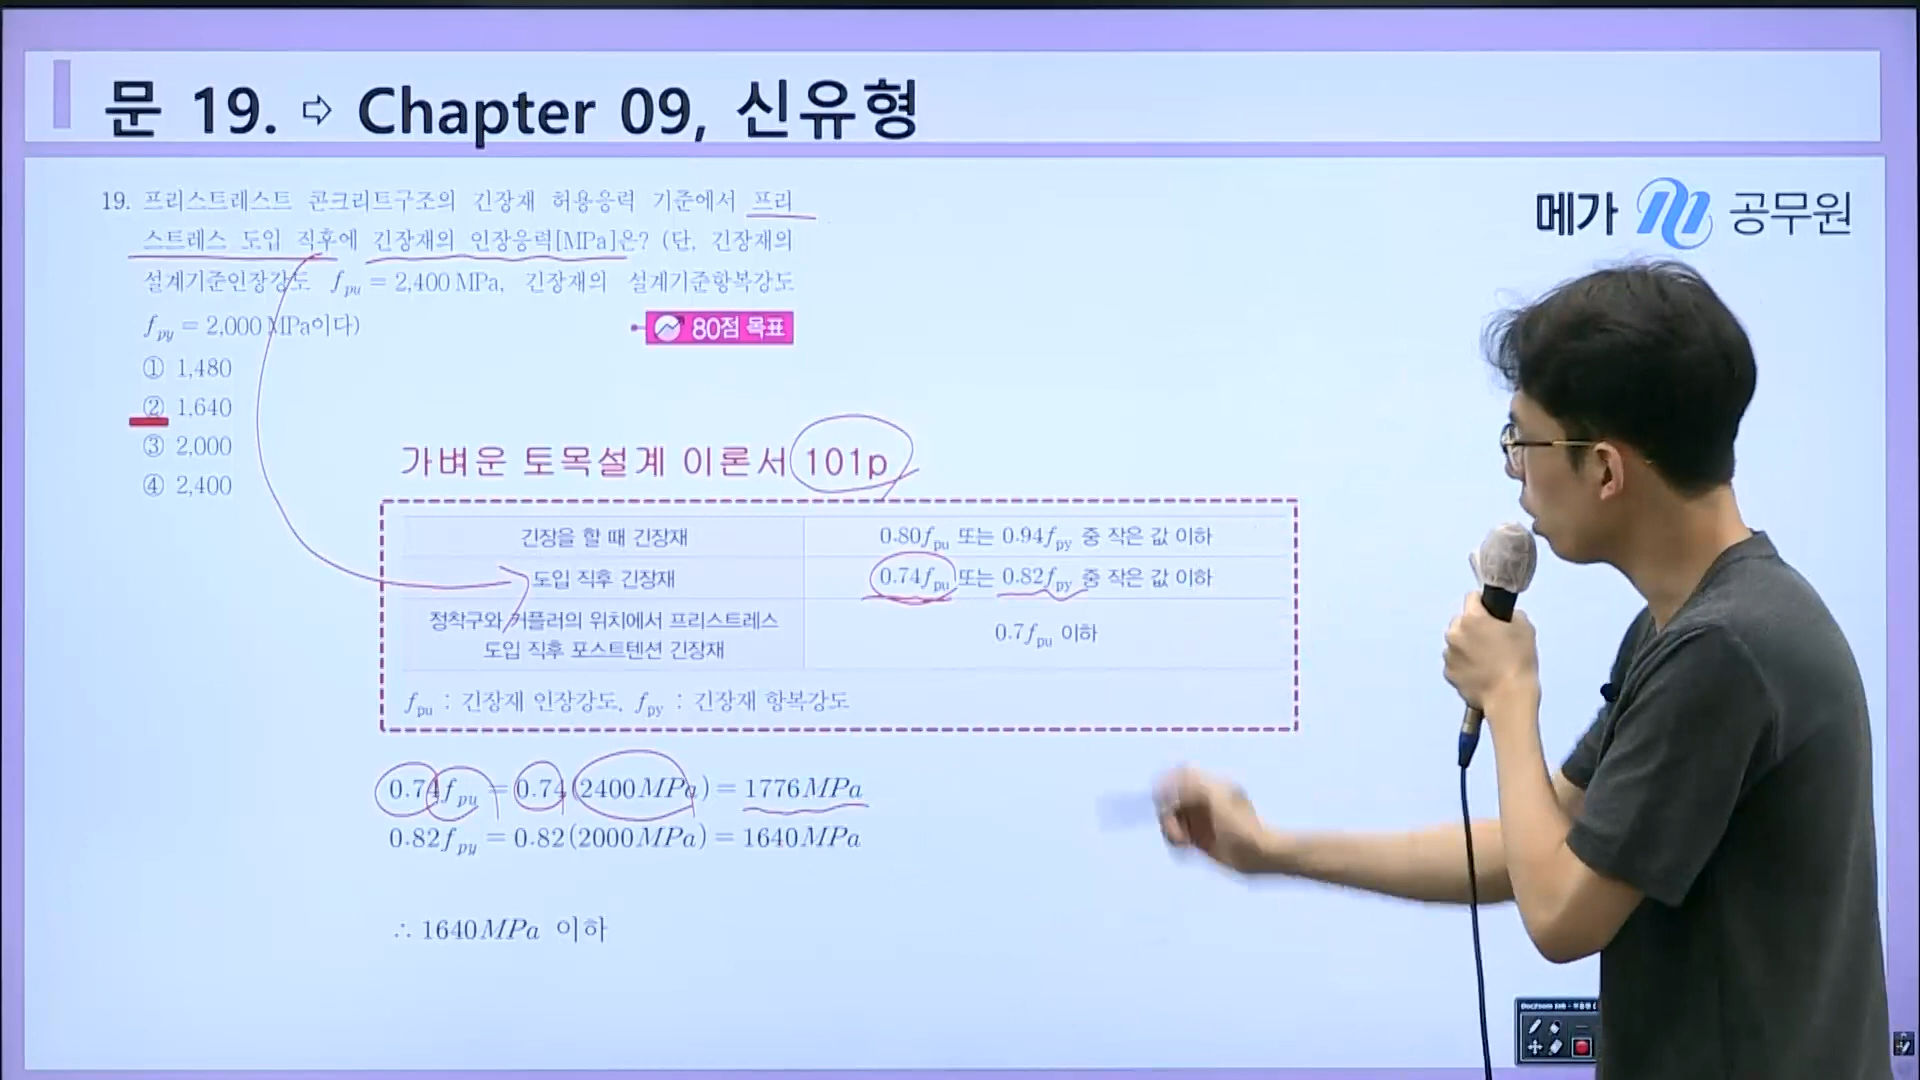 문 19. ⇨ Chapter 09, 신유형
메가 공무원
19. 프리스트레스트 콘크리트구조의 긴장재 허용응력 기준에서 프리
스트레스 도입 직후에 긴장재의 인장응력[MPa]은? (단, 긴장재의
설계기준인장강도 f_pu = 2,400 MPa, 긴장재의 설계기준항복강도
f_py = 2,000 MPa이다)
80점 목표
① 1,480
② 1,640
③ 2,000
④ 2,400
가벼운 토목설계 이론서 101p
긴장을 할 때 긴장재 0.80f_pu 또는 0.94f_py 중 작은 값 이하
도입 직후 긴장재 0.74f_pu 또는 0.82f_py 중 작은 값 이하
정착구와 커플러의 위치에서 프리스트레스
도입 직후 포스트텐션 긴장재 0.7f_pu 이하
f_pu : 긴장재 인장강도, f_py : 긴장재 항복강도
0.74f_pu = 0.74(2400MPa) = 1776MPa
0.82f_py = 0.82(2000MPa) = 1640MPa
∴ 1640MPa 이하